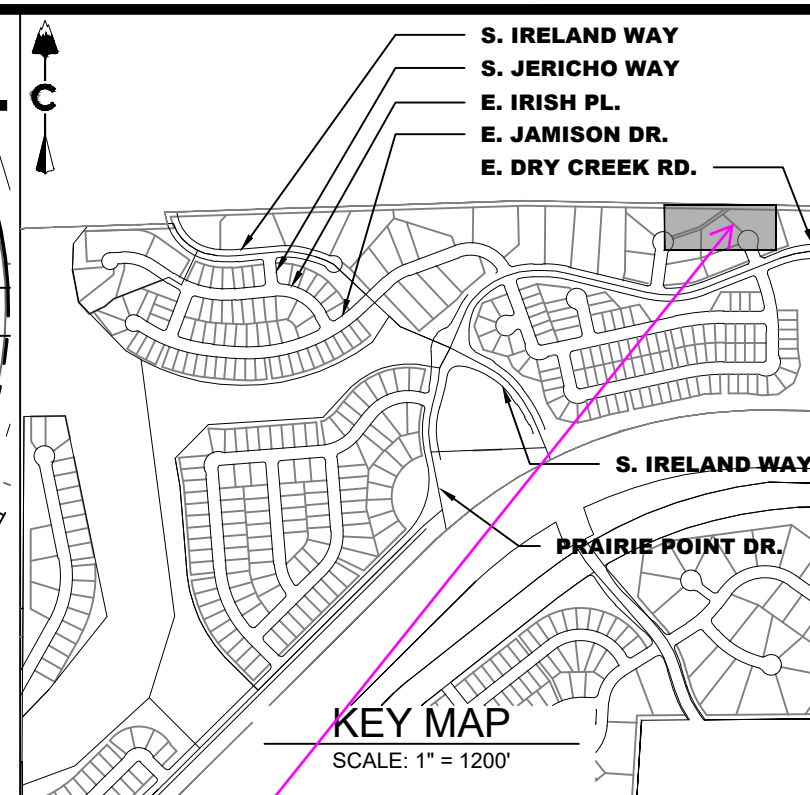 S. IRELAND WAY
S. JERICHO WAY
E. IRISH PL.
E. JAMISON DR.
E. DRY CREEK RD.
C
S. IRELAND WAY
PRAIRIE POINT DR.
KEY MAP
SCALE: 1" = 1200'